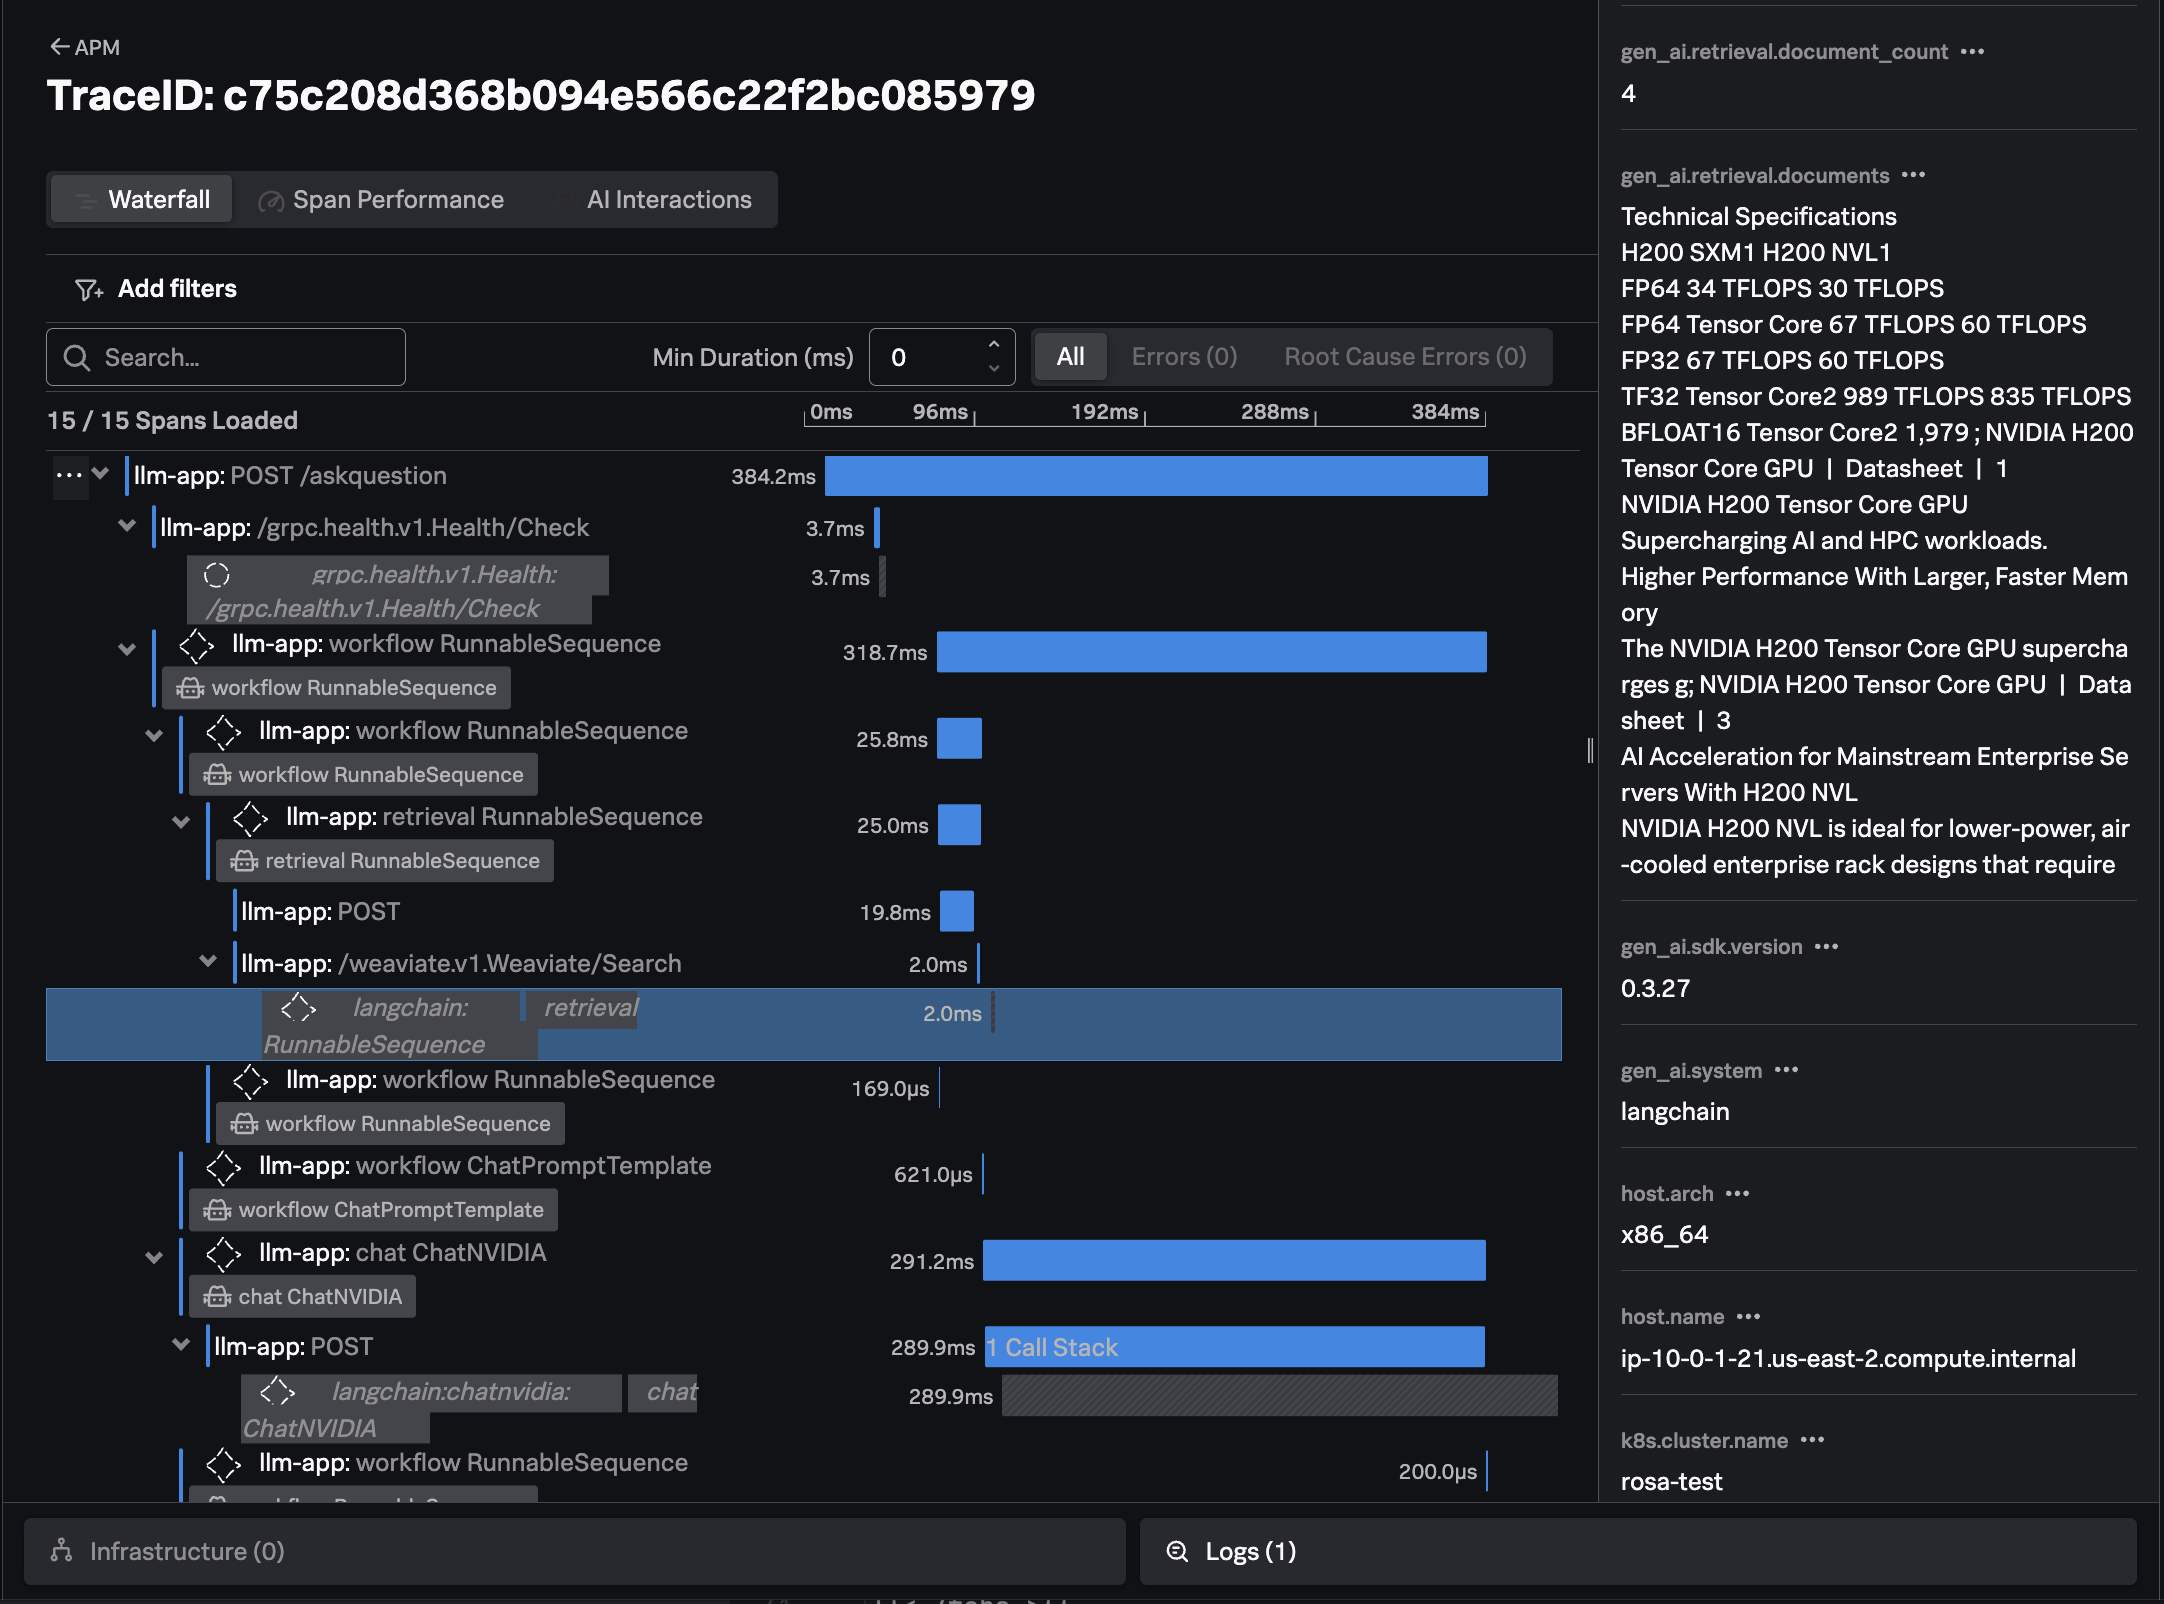 APM
TraceID: c75c208d368b094e566c22f2bc085979
Waterfall
Span Performance
AI Interactions
Add filters
Search...
Min Duration (ms)
0
All
Errors (0)
Root Cause Errors (0)
15 / 15 Spans Loaded
0ms
96ms
192ms
288ms
384ms
llm-app: POST /askquestion
384.2ms
llm-app: /grpc.health.v1.Health/Check
3.7ms
grpc.health.v1.Health:
/grpc.health.v1.Health/Check
3.7ms
llm-app: workflow RunnableSequence
318.7ms
workflow RunnableSequence
llm-app: workflow RunnableSequence
25.8ms
workflow RunnableSequence
llm-app: retrieval RunnableSequence
25.0ms
retrieval RunnableSequence
llm-app: POST
19.8ms
llm-app: /weaviate.v1.Weaviate/Search
2.0ms
langchain: retrieval
RunnableSequence
2.0ms
llm-app: workflow RunnableSequence
169.0µs
workflow RunnableSequence
llm-app: workflow ChatPromptTemplate
621.0µs
workflow ChatPromptTemplate
llm-app: chat ChatNVIDIA
291.2ms
chat ChatNVIDIA
llm-app: POST
289.9ms
1 Call Stack
langchain:chatnvidia: chat
ChatNVIDIA
289.9ms
llm-app: workflow RunnableSequence
200.0µs
Infrastructure (0)
Logs (1)
gen_ai.retrieval.document_count
4
gen_ai.retrieval.documents
Technical Specifications
H200 SXM1 H200 NVL1
FP64 34 TFLOPS 30 TFLOPS
FP64 Tensor Core 67 TFLOPS 60 TFLOPS
FP32 67 TFLOPS 60 TFLOPS
TF32 Tensor Core2 989 TFLOPS 835 TFLOPS
BFLOAT16 Tensor Core2 1,979 ; NVIDIA H200
Tensor Core GPU | Datasheet | 1
NVIDIA H200 Tensor Core GPU
Supercharging AI and HPC workloads.
Higher Performance With Larger, Faster Mem
ory
The NVIDIA H200 Tensor Core GPU supercha
rges g; NVIDIA H200 Tensor Core GPU | Data
sheet | 3
AI Acceleration for Mainstream Enterprise Se
rvers With H200 NVL
NVIDIA H200 NVL is ideal for lower-power, air
-cooled enterprise rack designs that require
gen_ai.sdk.version
0.3.27
gen_ai.system
langchain
host.arch
x86_64
host.name
ip-10-0-1-21.us-east-2.compute.internal
k8s.cluster.name
rosa-test